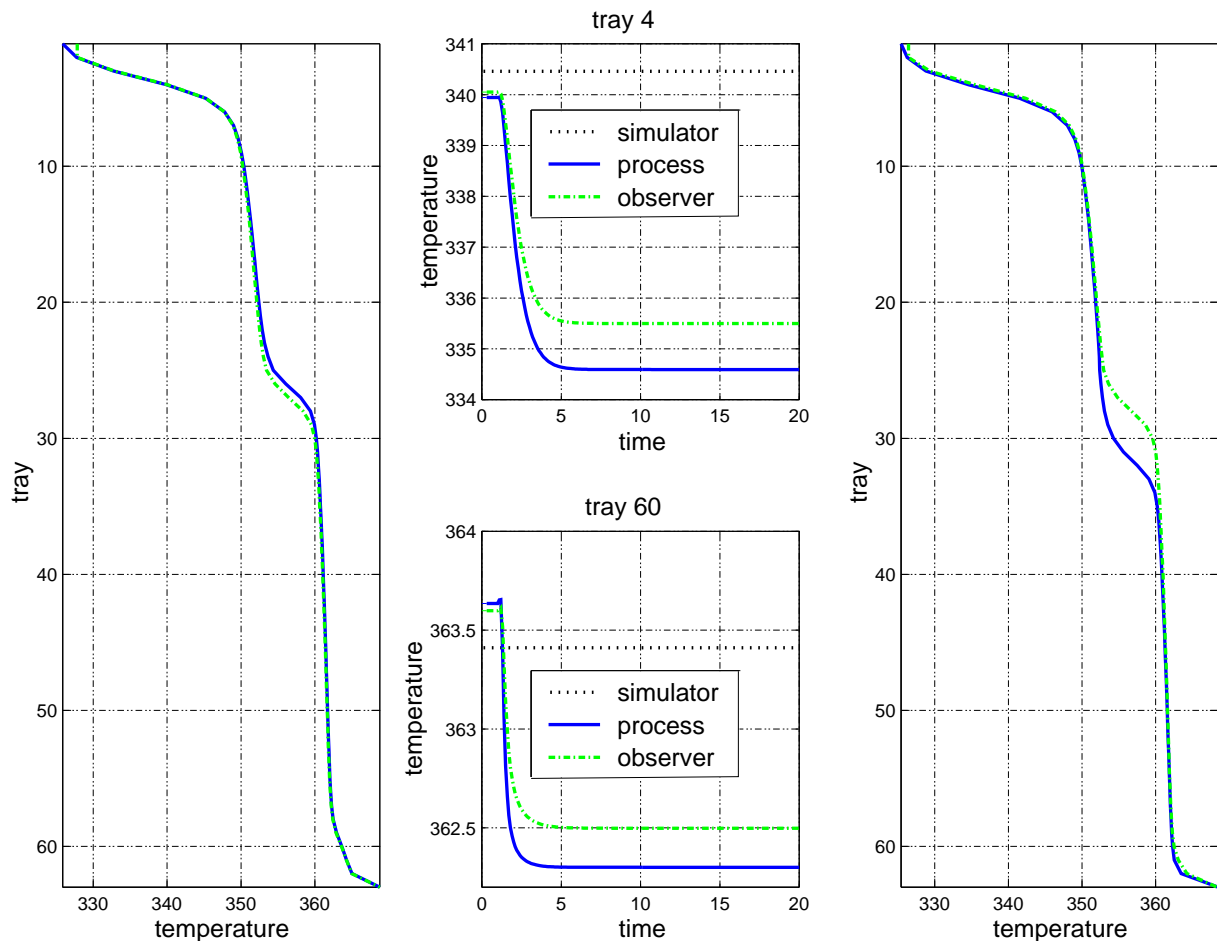 10
20
30
40
50
60
tray
330
350
360
temperature
tray 4
341
340
339
338
337
336
335
334
temperature
simulator
process
observer
0
5
10
15
20
time
tray 60
364
363.5
363
362.5
temperature
simulator
process
observer
0
5
10
15
20
time
10
20
30
40
50
60
tray
330
340
350
360
temperature